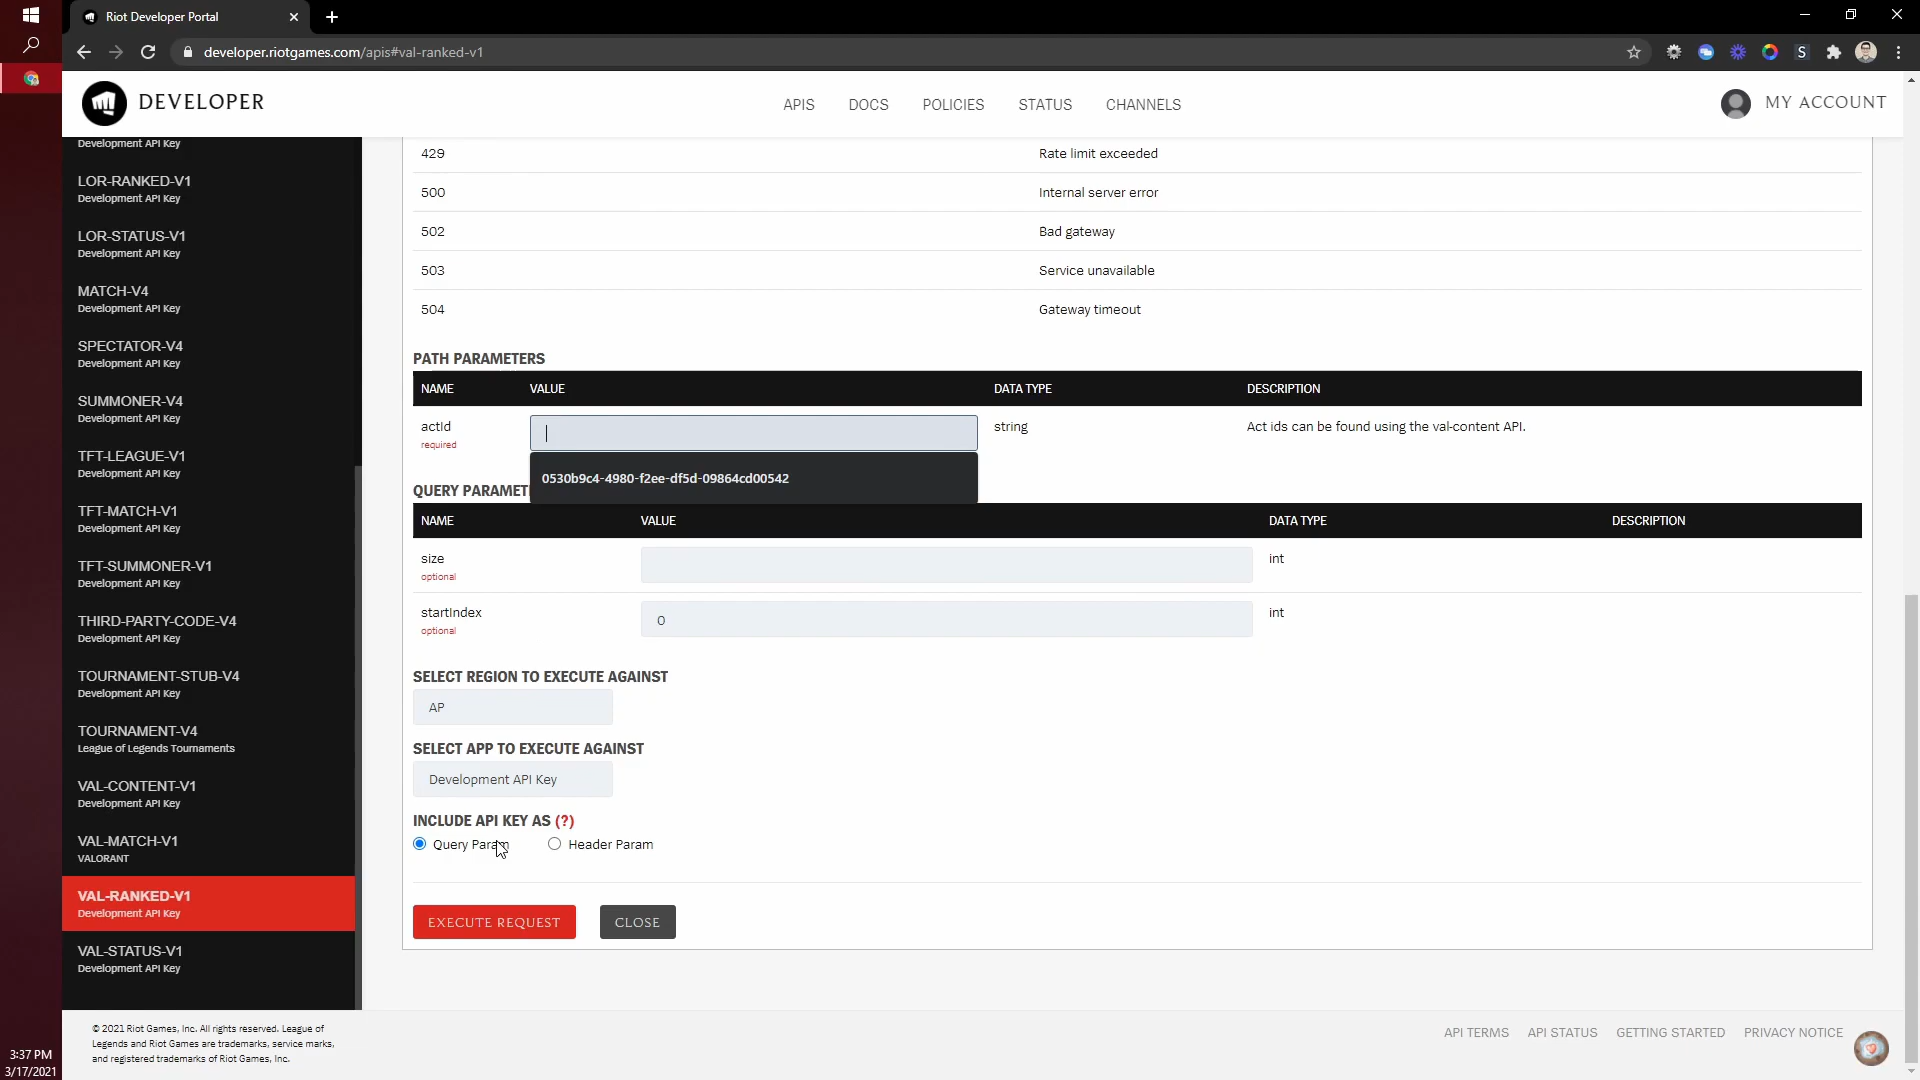 Riot Developer Portal
developer.riotgames.com/apis#val-ranked-v1
S
DEVELOPER
APIS
DOCS
POLICIES
STATUS
CHANNELS
MY ACCOUNT
Development API Key
LOR-RANKED-V1
Development API Key
LOR-STATUS-V1
Development API Key
MATCH-V4
Development API Key
SPECTATOR-V4
Development API Key
SUMMONER-V4
Development API Key
TFT-LEAGUE-V1
Development API Key
TFT-MATCH-V1
Development API Key
TFT-SUMMONER-V1
Development API Key
THIRD-PARTY-CODE-V4
Development API Key
TOURNAMENT-STUB-V4
Development API Key
TOURNAMENT-V4
League of Legends Tournaments
VAL-CONTENT-V1
Development API Key
VAL-MATCH-V1
VALORANT
VAL-RANKED-V1
Development API Key
VAL-STATUS-V1
Development API Key
429 Rate limit exceeded
500 Internal server error
502 Bad gateway
503 Service unavailable
504 Gateway timeout
PATH PARAMETERS
NAME VALUE DATA TYPE DESCRIPTION
actId string Act ids can be found using the val-content API.
required
0530b9c4-4980-f2ee-df5d-09864cd00542
QUERY PARAMET
NAME VALUE DATA TYPE DESCRIPTION
size int
optional
startIndex 0 int
optional
SELECT REGION TO EXECUTE AGAINST
AP
SELECT APP TO EXECUTE AGAINST
Development API Key
INCLUDE API KEY AS (?)
Query Param Header Param
EXECUTE REQUEST CLOSE
© 2021 Riot Games, Inc. All rights reserved. League of
Legends and Riot Games are trademarks, service marks,
and registered trademarks of Riot Games, Inc.
API TERMS API STATUS GETTING STARTED PRIVACY NOTICE
3:37 PM
3/17/2021